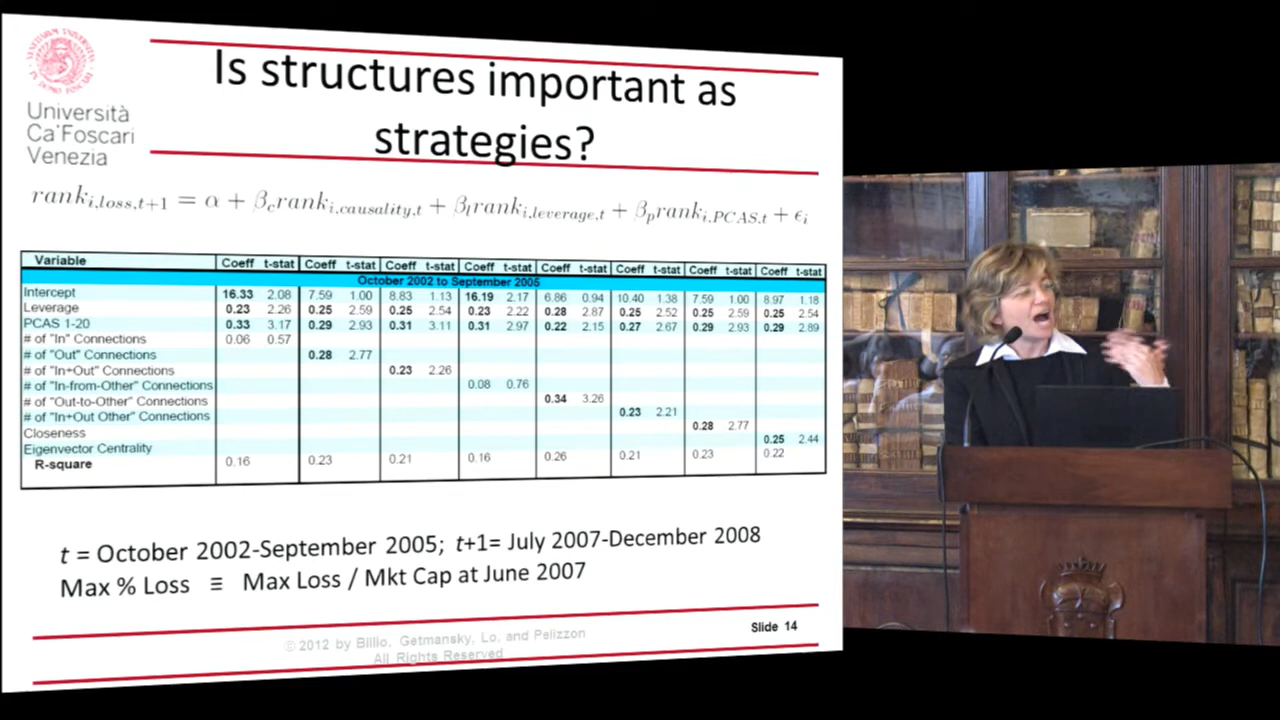 Università
Ca'Foscari
Venezia
Is structures important as
strategies?
rank_{i,loss,t+1} = α + β_c rank_{i,causality,t} + β_l rank_{i,leverage,t} + β_p rank_{i,PCAS,t} + ϵ_i
Variable Coeff t-stat Coeff t-stat Coeff t-stat Coeff t-stat Coeff t-stat Coeff t-stat Coeff t-stat Coeff t-stat
October 2002 to September 2005
Intercept 16.33 2.08 7.59 1.00 8.83 1.13 16.19 2.17 6.86 0.94 10.40 1.38 7.59 1.00 8.97 1.18
Leverage 0.23 2.26 0.25 2.59 0.25 2.54 0.23 2.22 0.28 2.87 0.25 2.52 0.25 2.59 0.25 2.54
PCAS 1-20 0.33 3.17 0.29 2.93 0.31 3.11 0.31 2.97 0.22 2.15 0.27 2.67 0.29 2.93 0.29 2.89
# of "In" Connections 0.06 0.57
# of "Out" Connections 0.28 2.77
# of "In+Out" Connections 0.23 2.26
# of "In-from-Other" Connections 0.08 0.76
# of "Out-to-Other" Connections 0.34 3.26
# of "In+Out Other" Connections 0.23 2.21
Closeness 0.28 2.77
Eigenvector Centrality 0.25 2.44
R-square 0.16 0.23 0.21 0.16 0.26 0.21 0.23 0.22
t = October 2002-September 2005; t+1= July 2007-December 2008
Max % Loss ≡ Max Loss / Mkt Cap at June 2007
Slide 14
© 2012 by Billio, Getmansky, Lo, and Pelizzon
All Rights Reserved